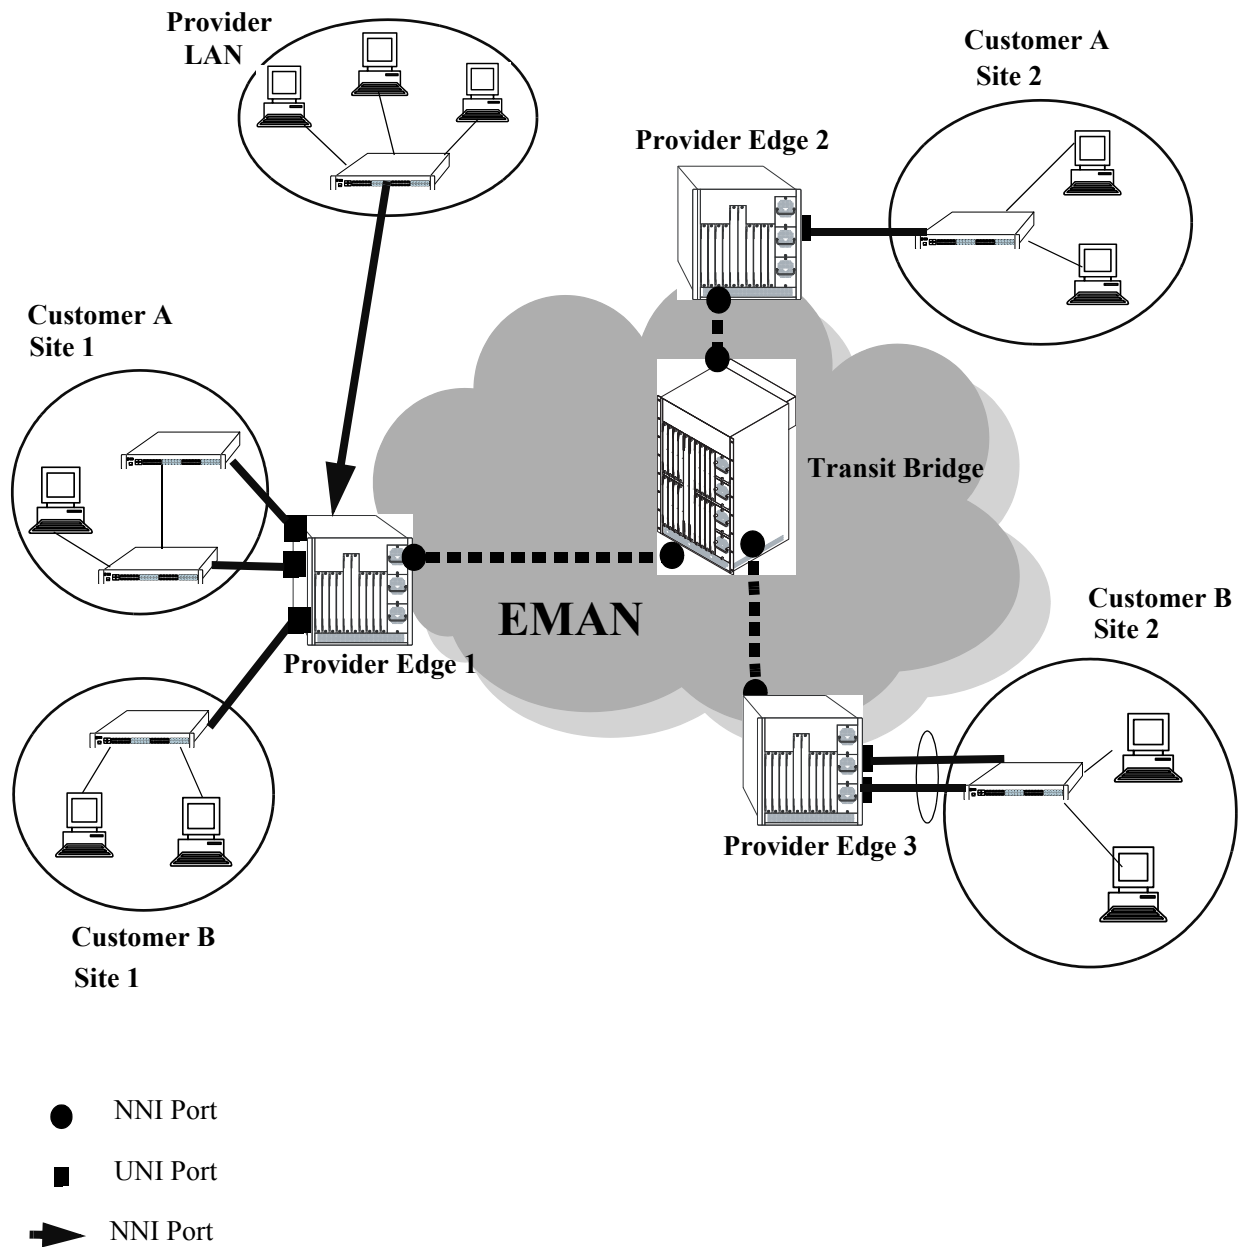 Provider
LAN
Customer A
Site 2
Provider Edge 2
Customer A
Site 1
Transit Bridge
EMAN
Customer B
Site 2
Provider Edge 1
Provider Edge 3
Customer B
Site 1
NNI Port
UNI Port
NNI Port